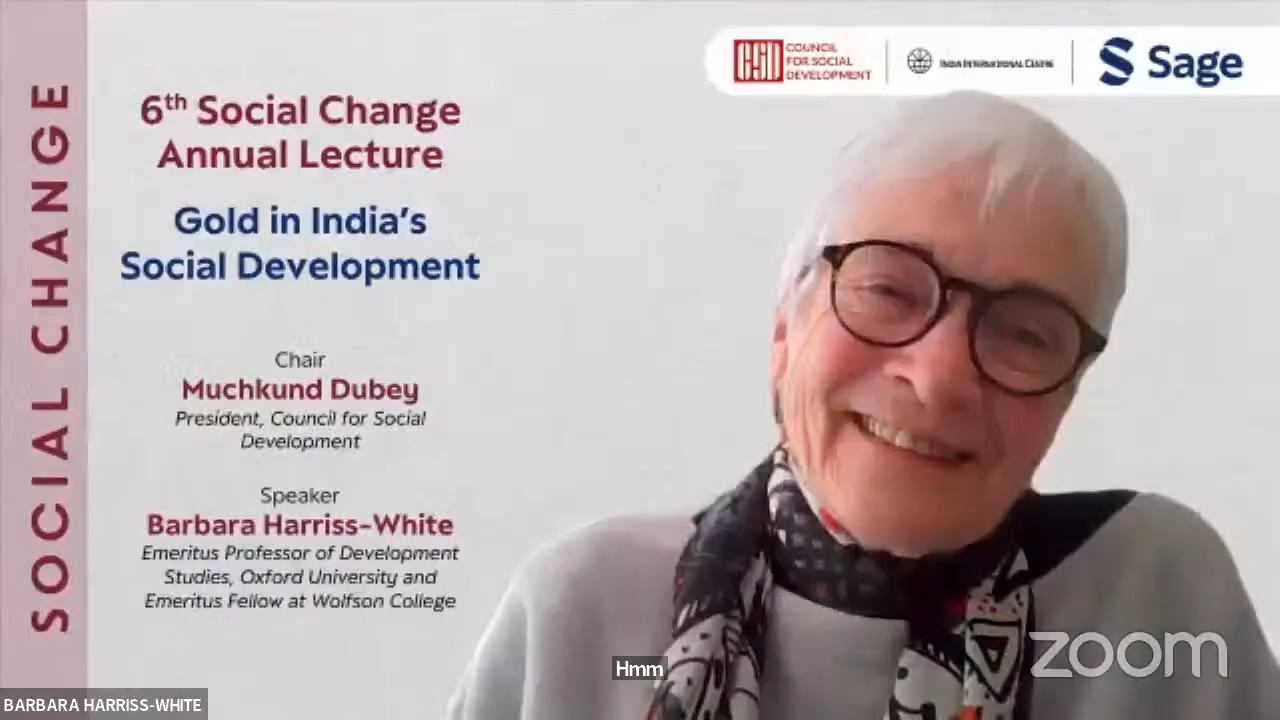 SOCIAL CHANGE
6th Social Change
Annual Lecture
Gold in India's
Social Development
Chair
Muchkund Dubey
President, Council for Social
Development
Speaker
Barbara Harriss-White
Emeritus Professor of Development
Studies, Oxford University and
Emeritus Fellow at Wolfson College
CSD
COUNCIL
FOR SOCIAL
DEVELOPMENT
INDIA INTERNATIONAL CENTRE
Sage
Hmm
zoom
BARBARA HARRISS-WHITE